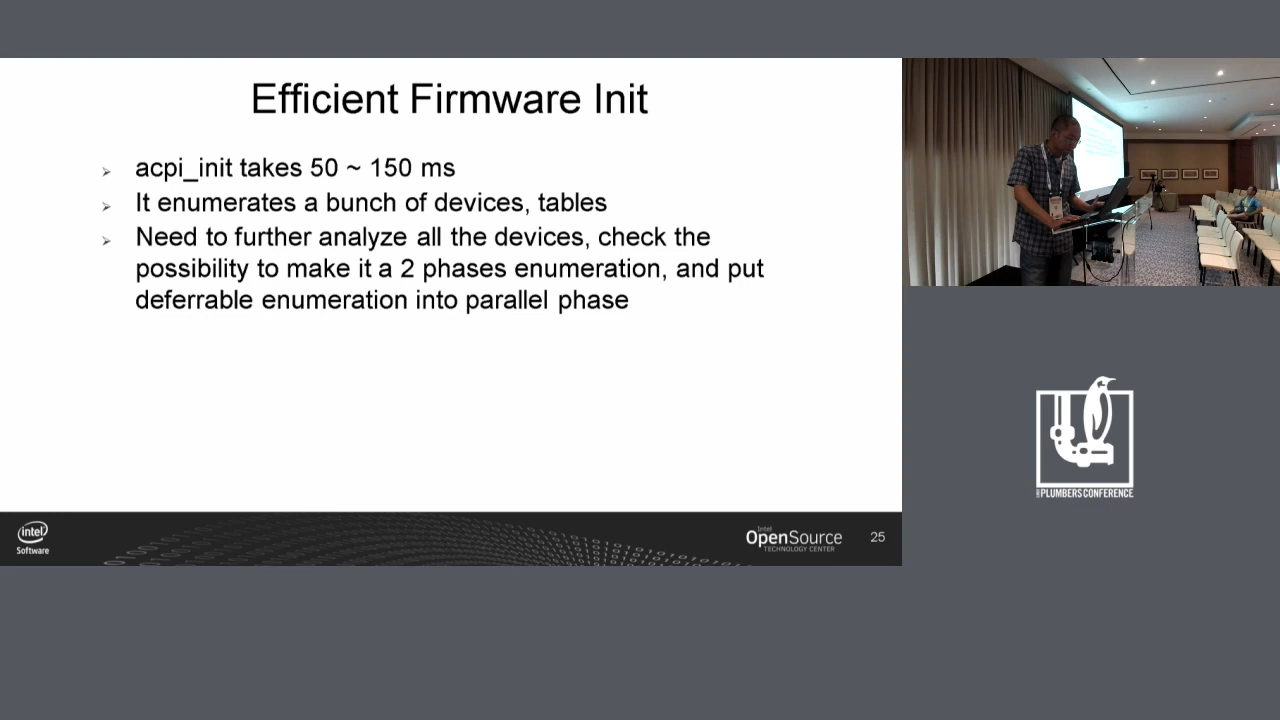 Efficient Firmware Init
acpi_init takes 50 ~ 150 ms
It enumerates a bunch of devices, tables
Need to further analyze all the devices, check the
possibility to make it a 2 phases enumeration, and put
deferrable enumeration into parallel phase
intel
Software
Intel
OpenSource
TECHNOLOGY CENTER
25
PLUMBERS CONFERENCE